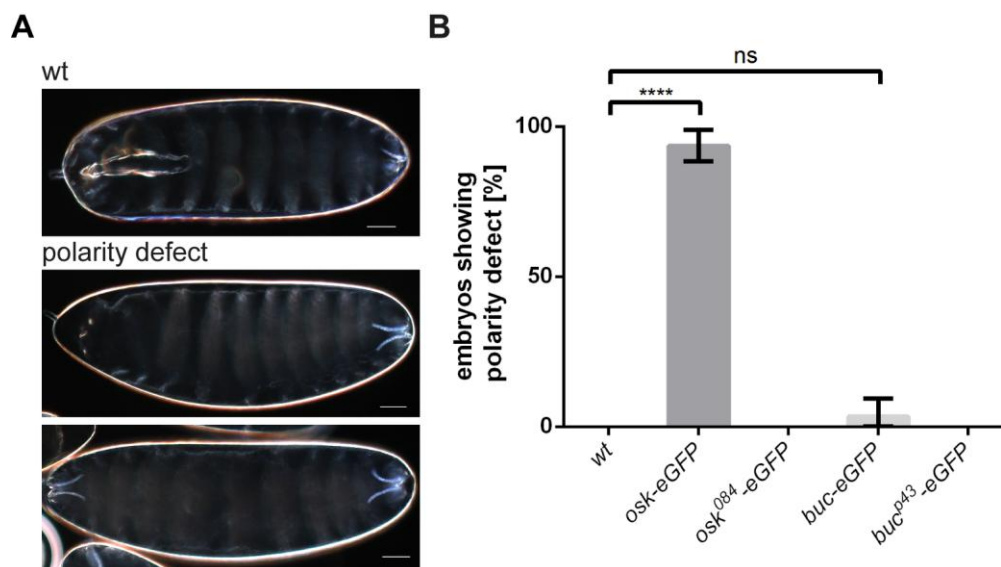 A
wt
polarity defect
B
ns
****
100
50
0
embryos showing
polarity defect [%]
wt
osk-eGFP
osk084-eGFP
buc-eGFP
bucp43-eGFP